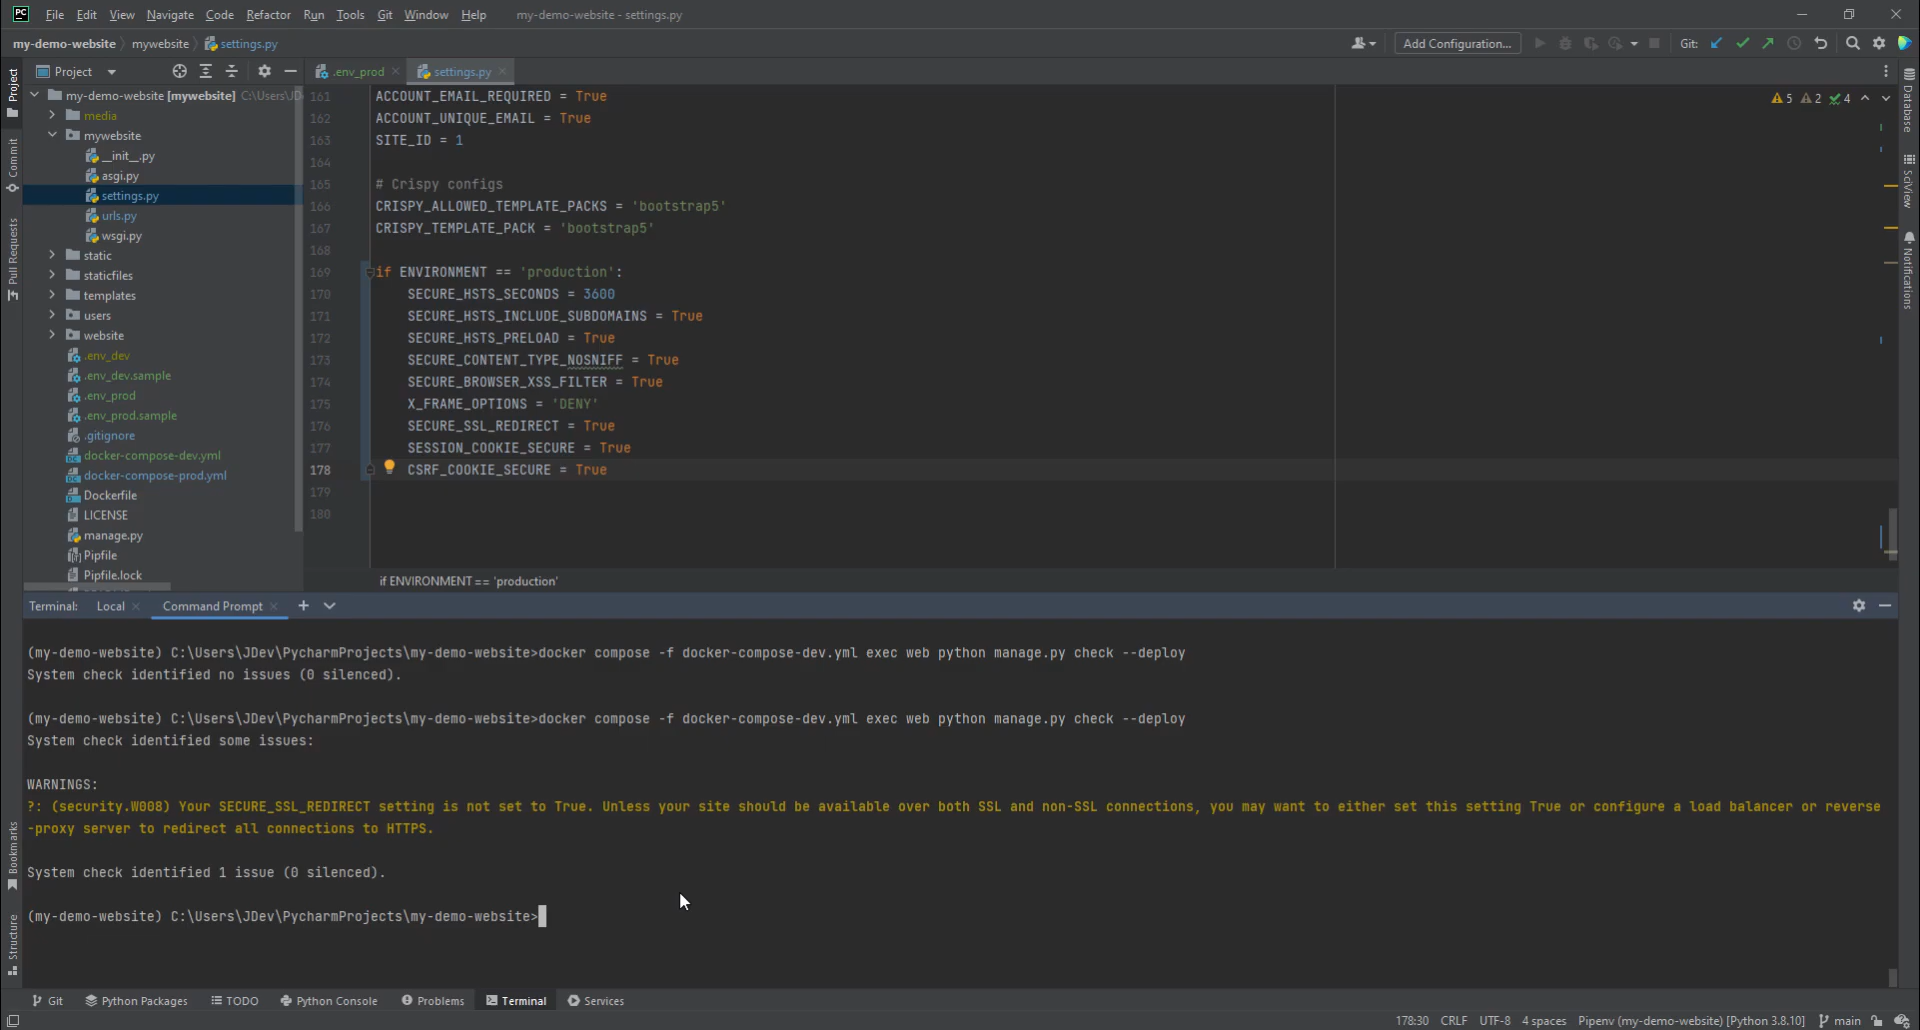 PC File Edit View Navigate Code Refactor Run Tools Git Window Help my-demo-website - settings.py
my-demo-website mywebsite settings.py Add Configuration... Git:
Project .env_prod settings.py
my-demo-website [mywebsite] C:\Users\JD
media
mywebsite
__init__.py
asgi.py
settings.py
urls.py
wsgi.py
static
staticfiles
templates
users
website
.env_dev
.env_dev.sample
.env_prod
.env_prod.sample
.gitignore
docker-compose-dev.yml
docker-compose-prod.yml
Dockerfile
LICENSE
manage.py
Pipfile
Pipfile.lock
161 ACCOUNT_EMAIL_REQUIRED = True
162 ACCOUNT_UNIQUE_EMAIL = True
163 SITE_ID = 1
164
165 # Crispy configs
166 CRISPY_ALLOWED_TEMPLATE_PACKS = 'bootstrap5'
167 CRISPY_TEMPLATE_PACK = 'bootstrap5'
168
169 if ENVIRONMENT == 'production':
170 SECURE_HSTS_SECONDS = 3600
171 SECURE_HSTS_INCLUDE_SUBDOMAINS = True
172 SECURE_HSTS_PRELOAD = True
173 SECURE_CONTENT_TYPE_NOSNIFF = True
174 SECURE_BROWSER_XSS_FILTER = True
175 X_FRAME_OPTIONS = 'DENY'
176 SECURE_SSL_REDIRECT = True
177 SESSION_COOKIE_SECURE = True
178 CSRF_COOKIE_SECURE = True
179
180
5 2 4
if ENVIRONMENT == 'production'
Project
Commit
Pull Requests
Bookmarks
Structure
Database
SciView
Notifications
Terminal: Local Command Prompt
(my-demo-website) C:\Users\JDev\PycharmProjects\my-demo-website>docker compose -f docker-compose-dev.yml exec web python manage.py check --deploy
System check identified no issues (0 silenced).
(my-demo-website) C:\Users\JDev\PycharmProjects\my-demo-website>docker compose -f docker-compose-dev.yml exec web python manage.py check --deploy
System check identified some issues:
WARNINGS:
?: (security.W008) Your SECURE_SSL_REDIRECT setting is not set to True. Unless your site should be available over both SSL and non-SSL connections, you may want to either set this setting True or configure a load balancer or reverse
-proxy server to redirect all connections to HTTPS.
System check identified 1 issue (0 silenced).
(my-demo-website) C:\Users\JDev\PycharmProjects\my-demo-website>
Git Python Packages TODO Python Console Problems Terminal Services
178:30 CRLF UTF-8 4 spaces Pipenv (my-demo-website) [Python 3.8.10] main